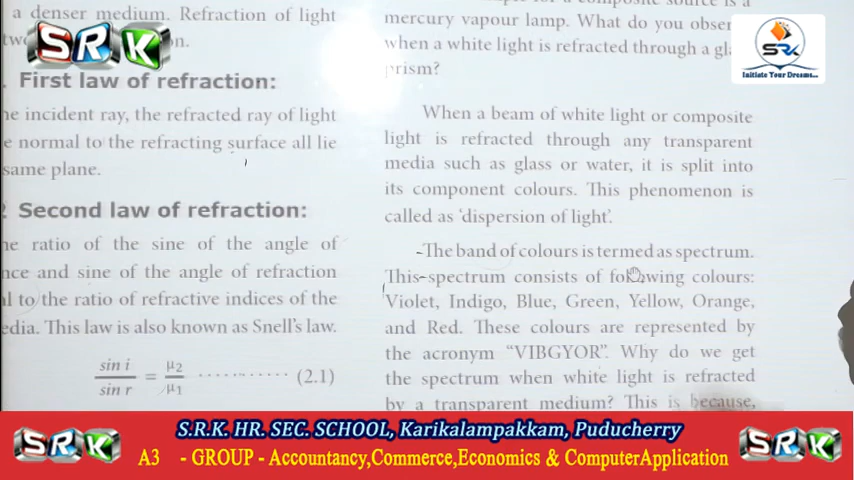 a denser medium. Refraction of light
SRK
First law of refraction:
he incident ray, the refracted ray of light
e normal to the refracting surface all lie
same plane.
Second law of refraction:
he ratio of the sine of the angle of
nce and sine of the angle of refraction
al to the ratio of refractive indices of the
edia. This law is also known as Snell's law.
sin i / sin r = μ2 / μ1 ............ (2.1)
mercury vapour lamp. What do you obser
when a white light is refracted through a gla
prism?
When a beam of white light or composite
light is refracted through any transparent
media such as glass or water, it is split into
its component colours. This phenomenon is
called as 'dispersion of light'.
The band of colours is termed as spectrum.
This spectrum consists of following colours:
Violet, Indigo, Blue, Green, Yellow, Orange,
and Red. These colours are represented by
the acronym "VIBGYOR". Why do we get
the spectrum when white light is refracted
by a transparent medium? This is because,
SRK
Initiate Your Dreams...
SRK
S.R.K. HR. SEC. SCHOOL, Karikalampakkam, Puducherry
A3 - GROUP - Accountancy,Commerce,Economics & ComputerApplication
SRK